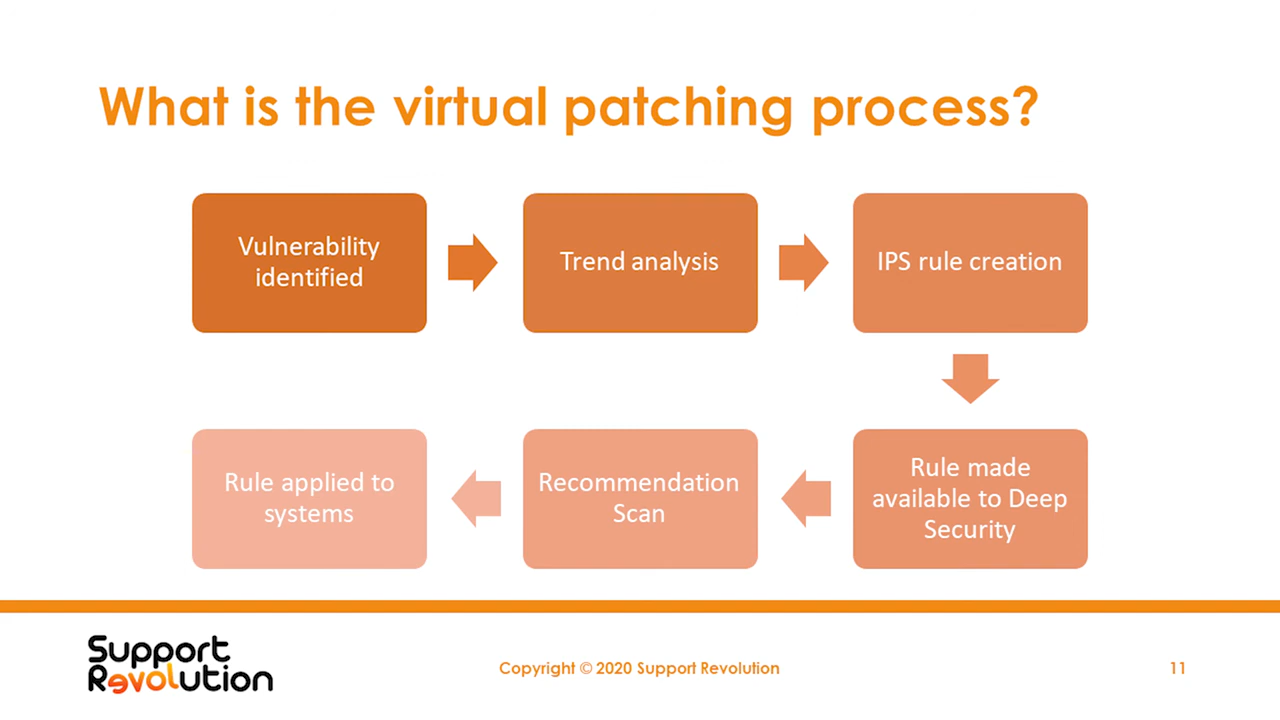 What is the virtual patching process?
Vulnerability
identified
Trend analysis
IPS rule creation
Rule made
available to Deep
Security
Recommendation
Scan
Rule applied to
systems
Support
Revolution
Copyright © 2020 Support Revolution
11